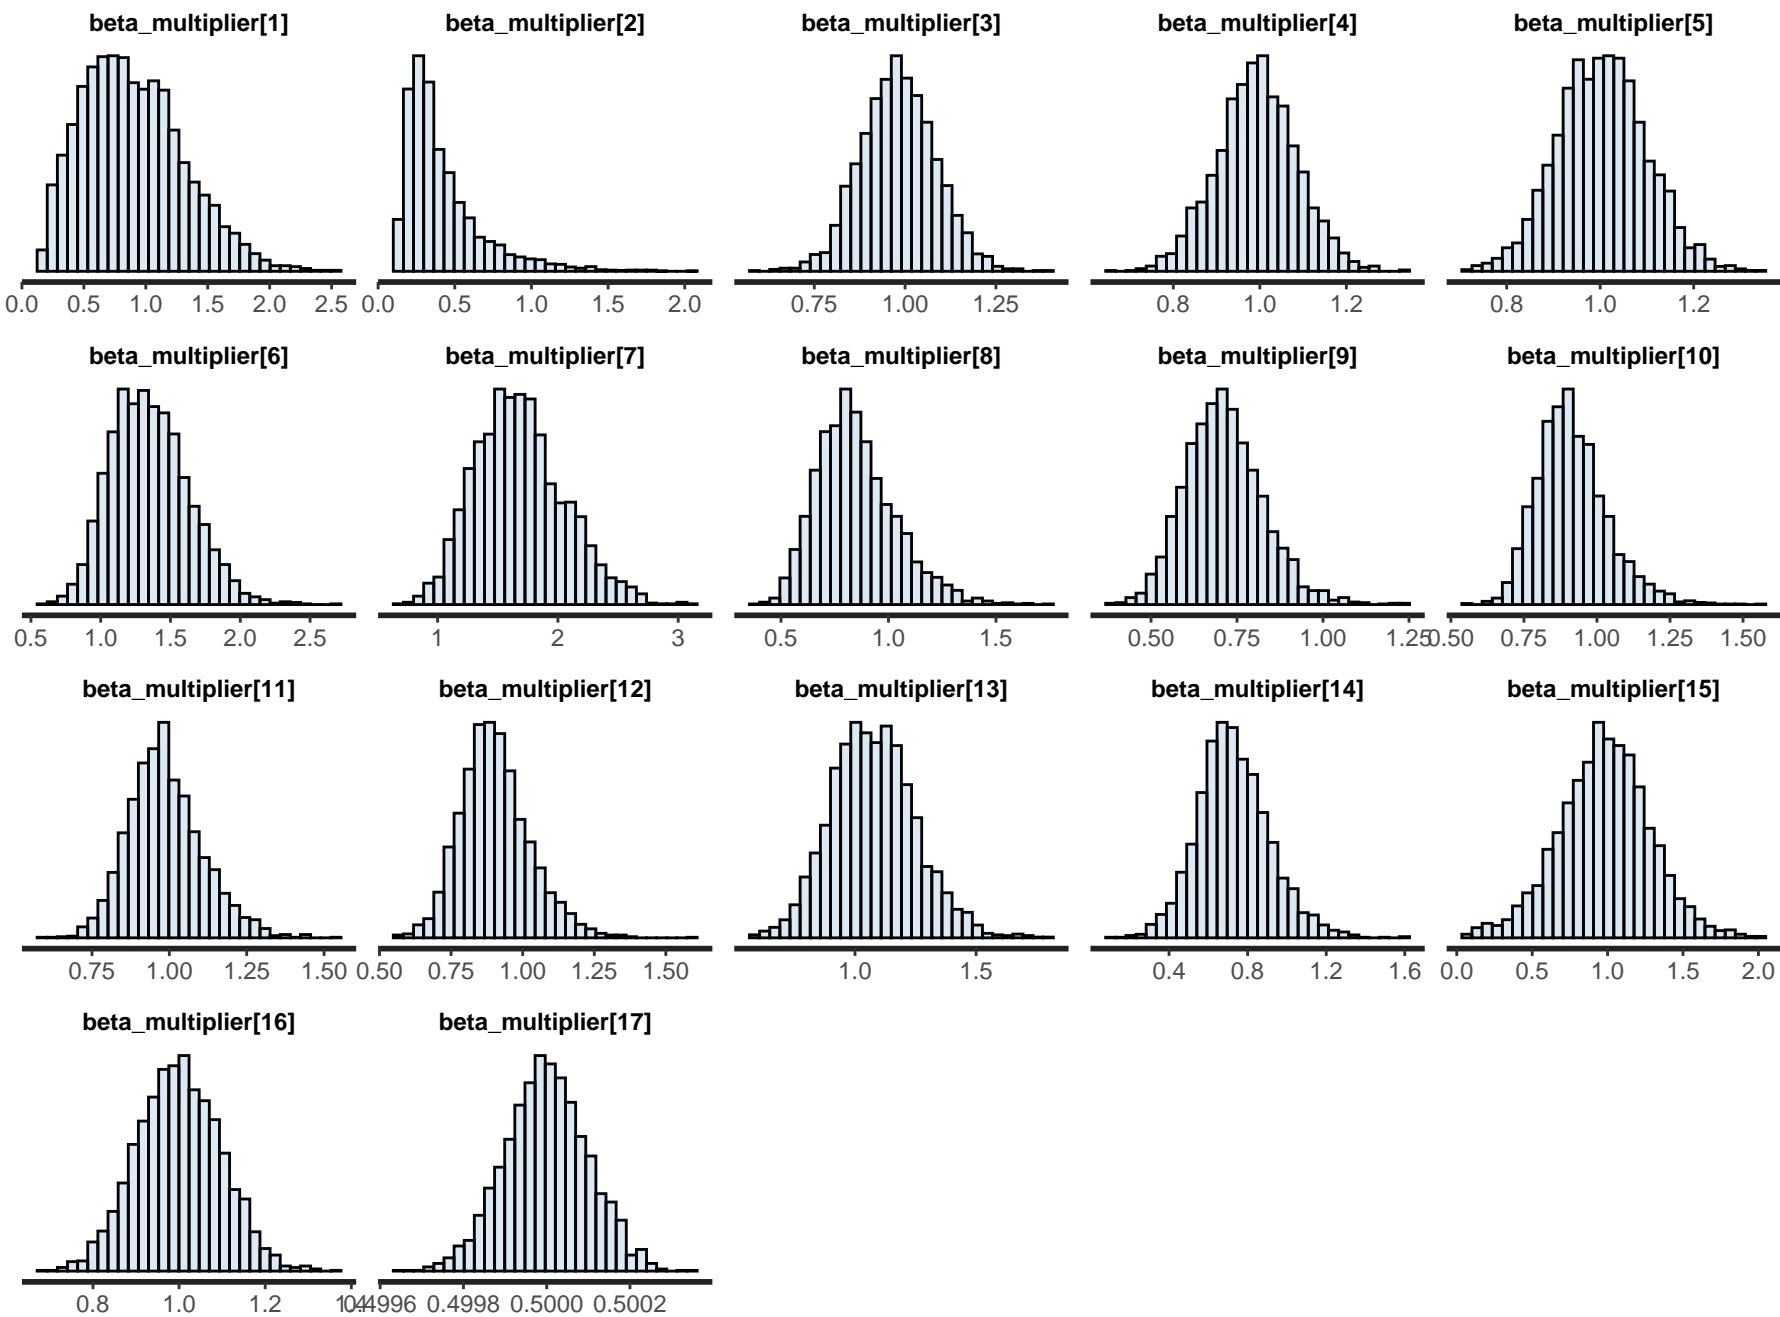 beta_multiplier[1] beta_multiplier[2] beta_multiplier[3] beta_multiplier[4] beta_multiplier[5]
0.0 0.5 1.0 1.5 2.0 2.5 0.0 0.5 1.0 1.5 2.0 0.75 1.00 1.25 0.8 1.0 1.2 0.8 1.0 1.2
beta_multiplier[6] beta_multiplier[7] beta_multiplier[8] beta_multiplier[9] beta_multiplier[10]
0.5 1.0 1.5 2.0 2.5 1 2 3 0.5 1.0 1.5 0.50 0.75 1.00 1.25 0.50 0.75 1.00 1.25 1.50
beta_multiplier[11] beta_multiplier[12] beta_multiplier[13] beta_multiplier[14] beta_multiplier[15]
0.75 1.00 1.25 1.50 0.50 0.75 1.00 1.25 1.50 1.0 1.5 0.4 0.8 1.2 1.6 0.0 0.5 1.0 1.5 2.0
beta_multiplier[16] beta_multiplier[17]
0.8 1.0 1.2 1.4 0.4996 0.4998 0.5000 0.5002